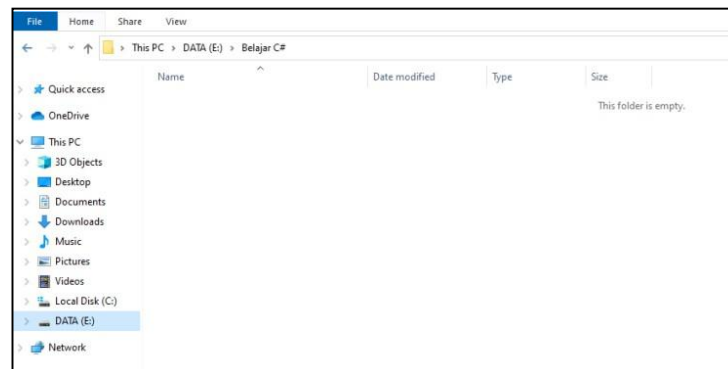 File Home Share View
This PC > DATA (E:) > Belajar C#
Name Date modified Type Size
This folder is empty.
Quick access
OneDrive
This PC
3D Objects
Desktop
Documents
Downloads
Music
Pictures
Videos
Local Disk (C:)
DATA (E:)
Network